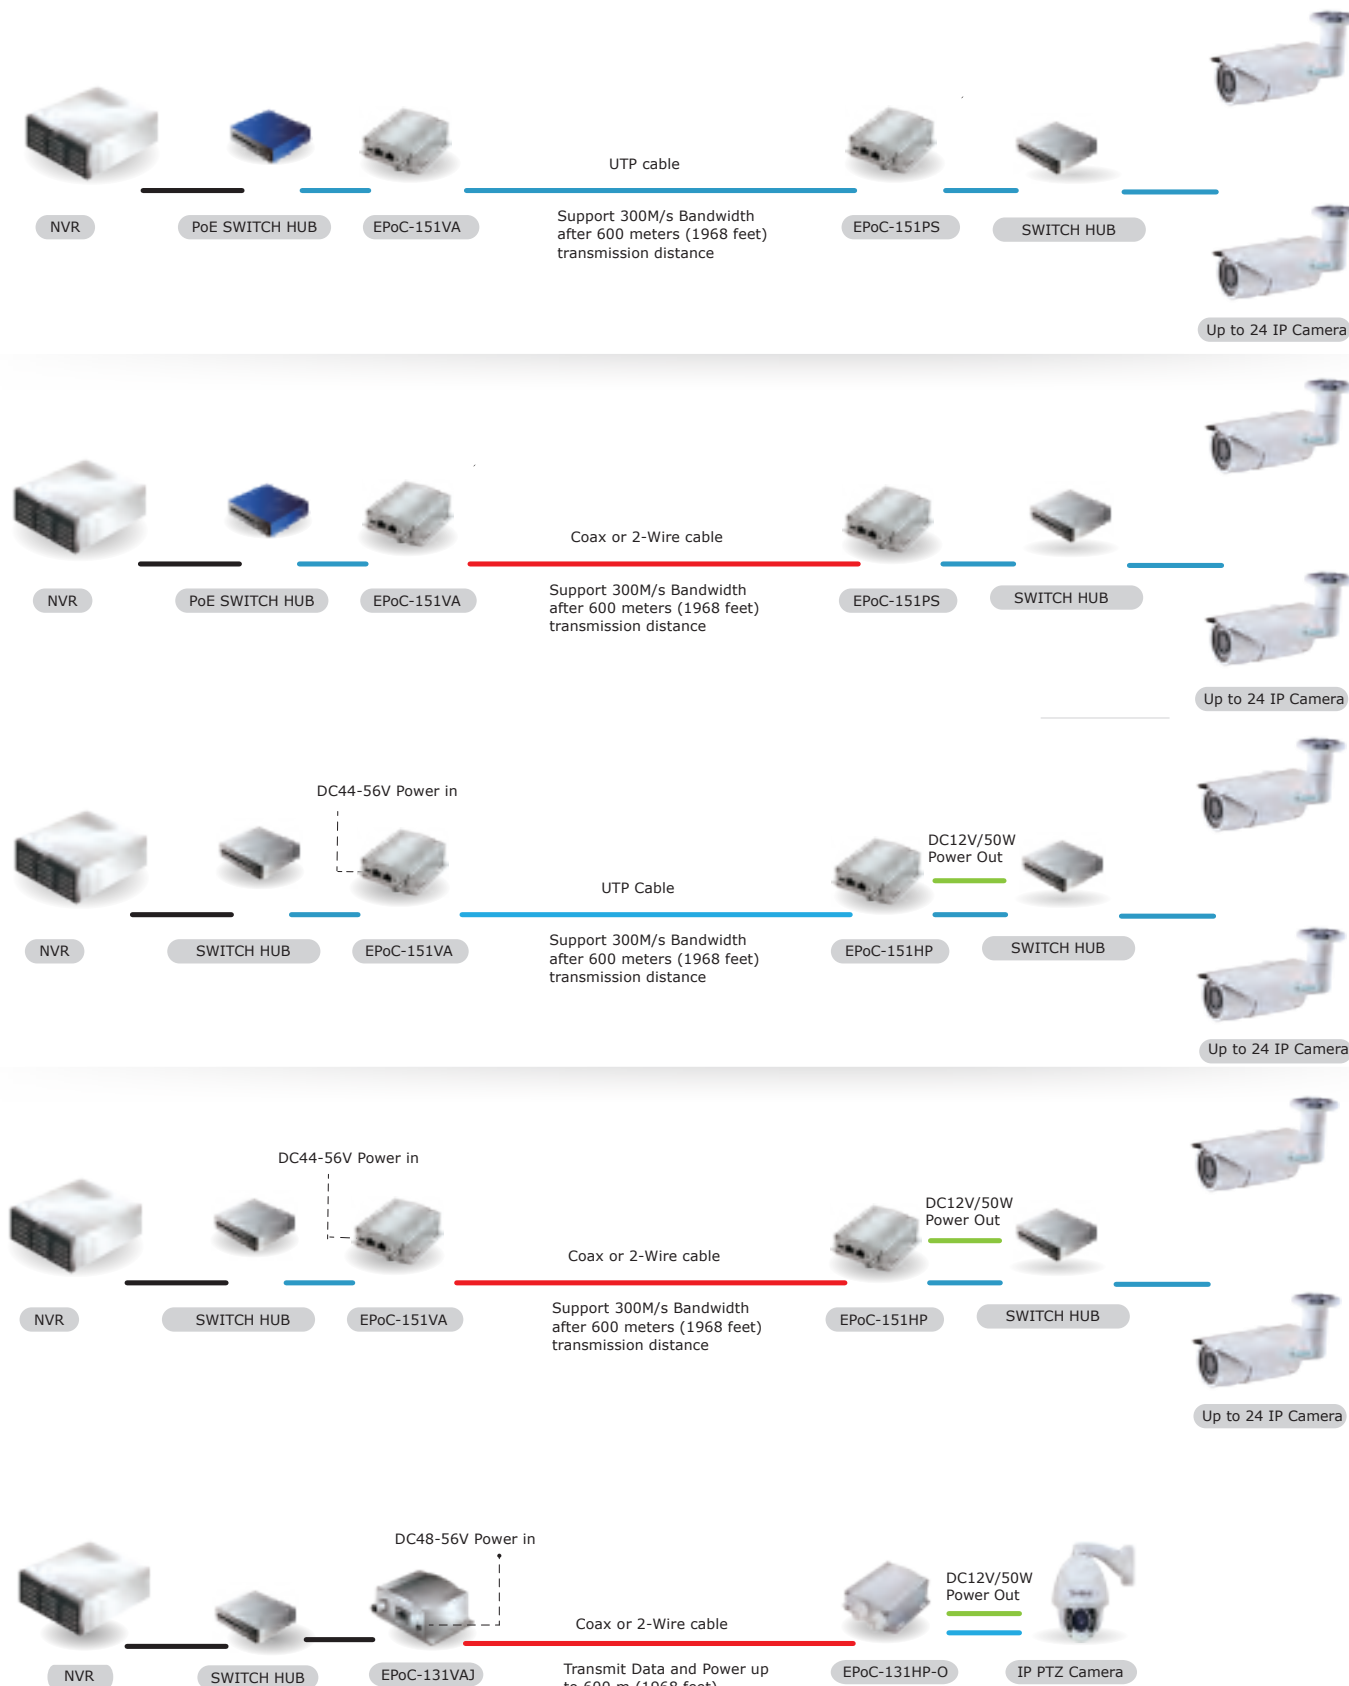 UTP cable
NVR
PoE SWITCH HUB
EPoC-151VA
Support 300M/s Bandwidth
after 600 meters (1968 feet)
transmission distance
EPoC-151PS
SWITCH HUB
Up to 24 IP Camera
Coax or 2-Wire cable
NVR
PoE SWITCH HUB
EPoC-151VA
Support 300M/s Bandwidth
after 600 meters (1968 feet)
transmission distance
EPoC-151PS
SWITCH HUB
Up to 24 IP Camera
DC44-56V Power in
DC12V/50W
Power Out
UTP Cable
NVR
SWITCH HUB
EPoC-151VA
Support 300M/s Bandwidth
after 600 meters (1968 feet)
transmission distance
EPoC-151HP
SWITCH HUB
Up to 24 IP Camera
DC44-56V Power in
DC12V/50W
Power Out
Coax or 2-Wire cable
NVR
SWITCH HUB
EPoC-151VA
Support 300M/s Bandwidth
after 600 meters (1968 feet)
transmission distance
EPoC-151HP
SWITCH HUB
Up to 24 IP Camera
DC48-56V Power in
DC12V/50W
Power Out
Coax or 2-Wire cable
NVR
SWITCH HUB
EPoC-131VAJ
Transmit Data and Power up
to 600 m (1968 feet)
EPoC-131HP-O
IP PTZ Camera